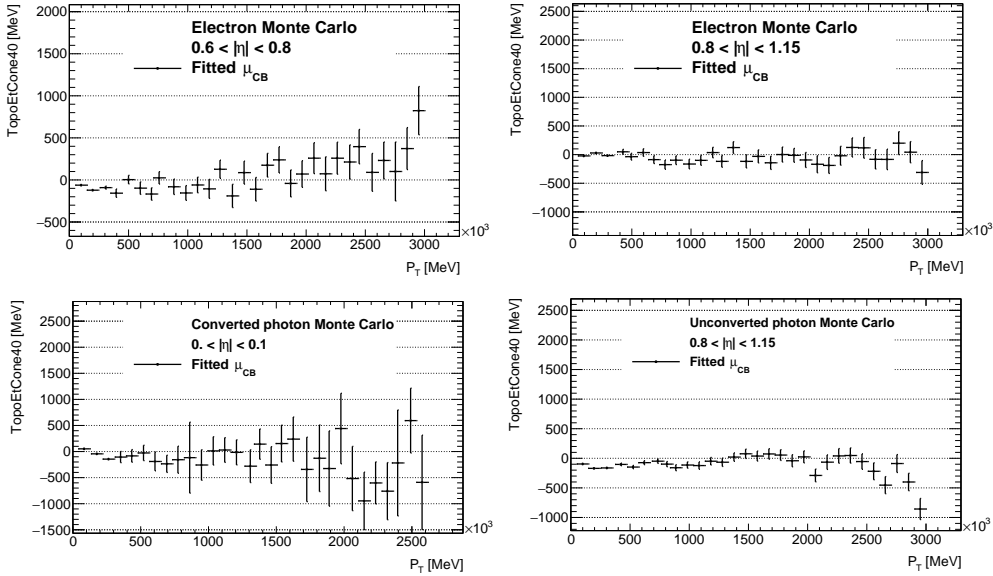 TopoEtCone40 [MeV]
2000
1500
1000
500
0
−500
Electron Monte Carlo
0.6 < |η| < 0.8
Fitted μCB
0 500 1000 1500 2000 2500 3000
×10³
PT [MeV]
TopoEtCone40 [MeV]
2500
2000
1500
1000
500
0
−500
−1000
Electron Monte Carlo
0.8 < |η| < 1.15
Fitted μCB
0 500 1000 1500 2000 2500 3000
×10³
PT [MeV]
TopoEtCone40 [MeV]
2500
2000
1500
1000
500
0
−500
−1000
−1500
Converted photon Monte Carlo
0. < |η| < 0.1
Fitted μCB
0 500 1000 1500 2000 2500
×10³
PT [MeV]
TopoEtCone40 [MeV]
2500
2000
1500
1000
500
0
−500
−1000
Unconverted photon Monte Carlo
0.8 < |η| < 1.15
Fitted μCB
0 500 1000 1500 2000 2500 3000
×10³
PT [MeV]